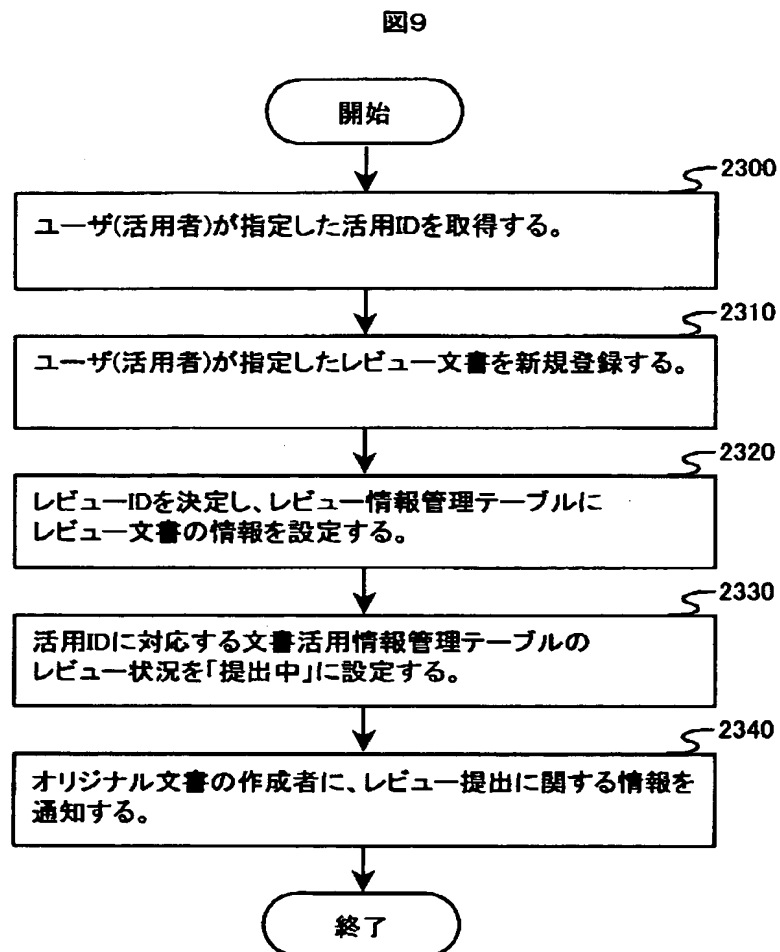 図9
開始
2300
ユーザ(活用者)が指定した活用IDを取得する。
2310
ユーザ(活用者)が指定したレビュー文書を新規登録する。
2320
レビューIDを決定し、レビュー情報管理テーブルに
レビュー文書の情報を設定する。
2330
活用IDに対応する文書活用情報管理テーブルの
レビュー状況を「提出中」に設定する。
2340
オリジナル文書の作成者に、レビュー提出に関する情報を
通知する。
終了